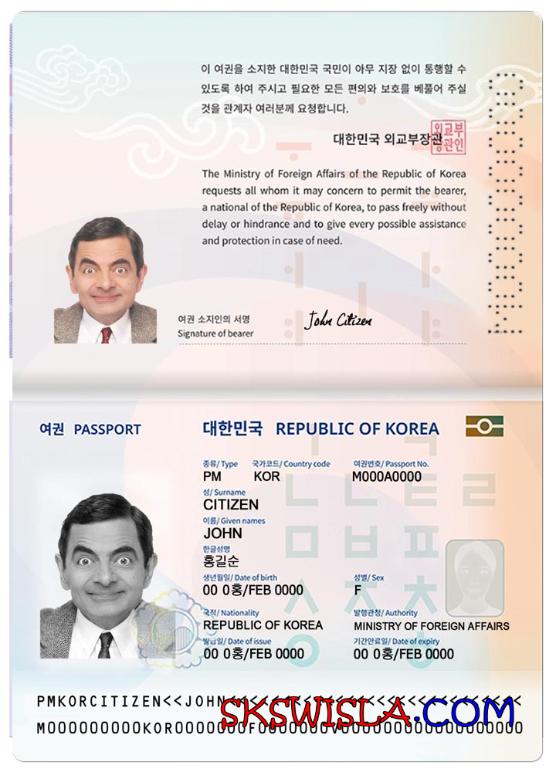 이 여권을 소지한 대한민국 국민이 아무 지장 없이 통행할 수
있도록 하여 주시고 필요한 모든 편의와 보호를 베풀어 주실
것을 관계자 여러분께 요청합니다.
대한민국 외교부장관
외교부
장관인
The Ministry of Foreign Affairs of the Republic of Korea
requests all whom it may concern to permit the bearer,
a national of the Republic of Korea, to pass freely without
delay or hindrance and to give every possible assistance
and protection in case of need.
여권 소지인의 서명
Signature of bearer
John Citizen
여권 PASSPORT
대한민국 REPUBLIC OF KOREA
종류/ Type 국가코드/ Country code 여권번호/ Passport No.
PM KOR M000A0000
성/ Surname
CITIZEN
이름/ Given names
JOHN
한글성명
홍길순
생년월일/ Date of birth 성별/ Sex
00 0홍/FEB 0000 F
국적/ Nationality 발행관청/ Authority
REPUBLIC OF KOREA MINISTRY OF FOREIGN AFFAIRS
발급일/ Date of issue 기간만료일/ Date of expiry
00 0홍/FEB 0000 00 0홍/FEB 0000
PMKORCITIZEN<<JOHN
SKSWISLA.COM